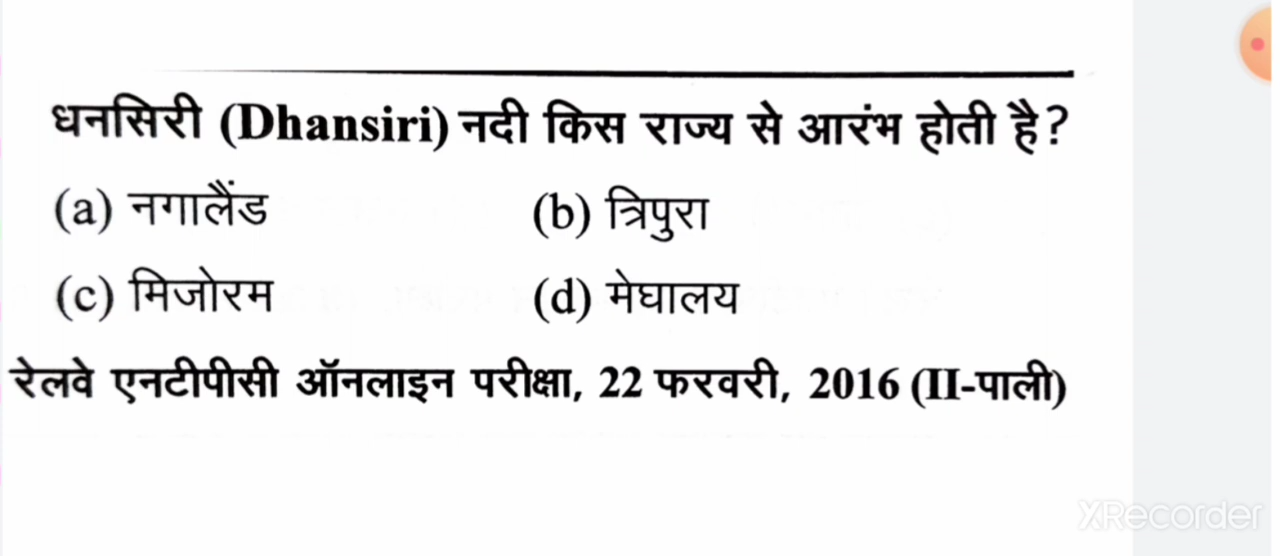 धनसिरी (Dhansiri) नदी किस राज्य से आरंभ होती है?
(a) नगालैंड (b) त्रिपुरा
(c) मिजोरम (d) मेघालय
रेलवे एनटीपीसी ऑनलाइन परीक्षा, 22 फरवरी, 2016 (II-पाली)
XRecorder